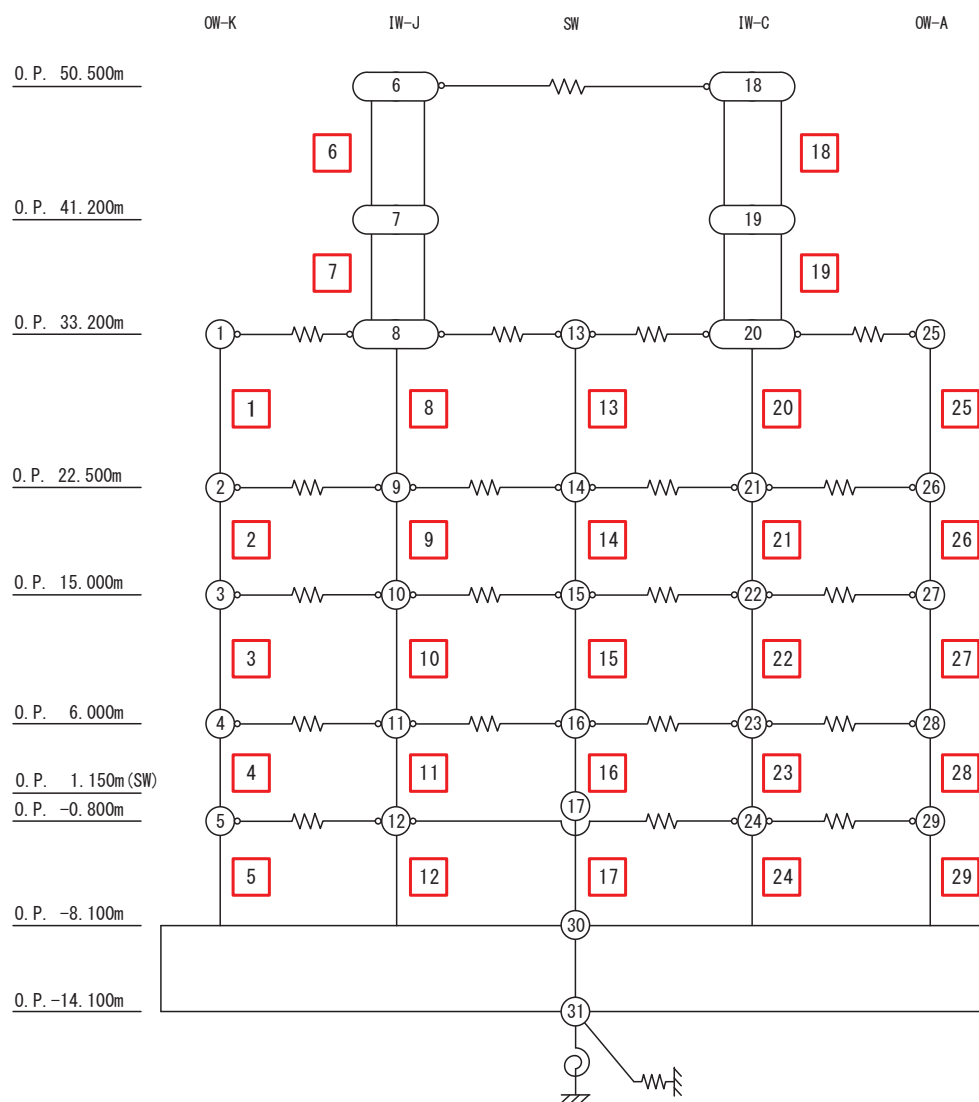 OW-K IW-J SW IW-C OW-A
O.P. 50.500m 6 18
6 18
O.P. 41.200m 7 19
7 19
O.P. 33.200m 1 8 13 20 25
1 8 13 20 25
O.P. 22.500m 2 9 14 21 26
2 9 14 21 26
O.P. 15.000m 3 10 15 22 27
3 10 15 22 27
O.P. 6.000m 4 11 16 23 28
4 11 16 23 28
O.P. 1.150m(SW) 17
O.P. -0.800m 5 12 24 29
5 12 17 24 29
O.P. -8.100m 30
O.P.-14.100m 31